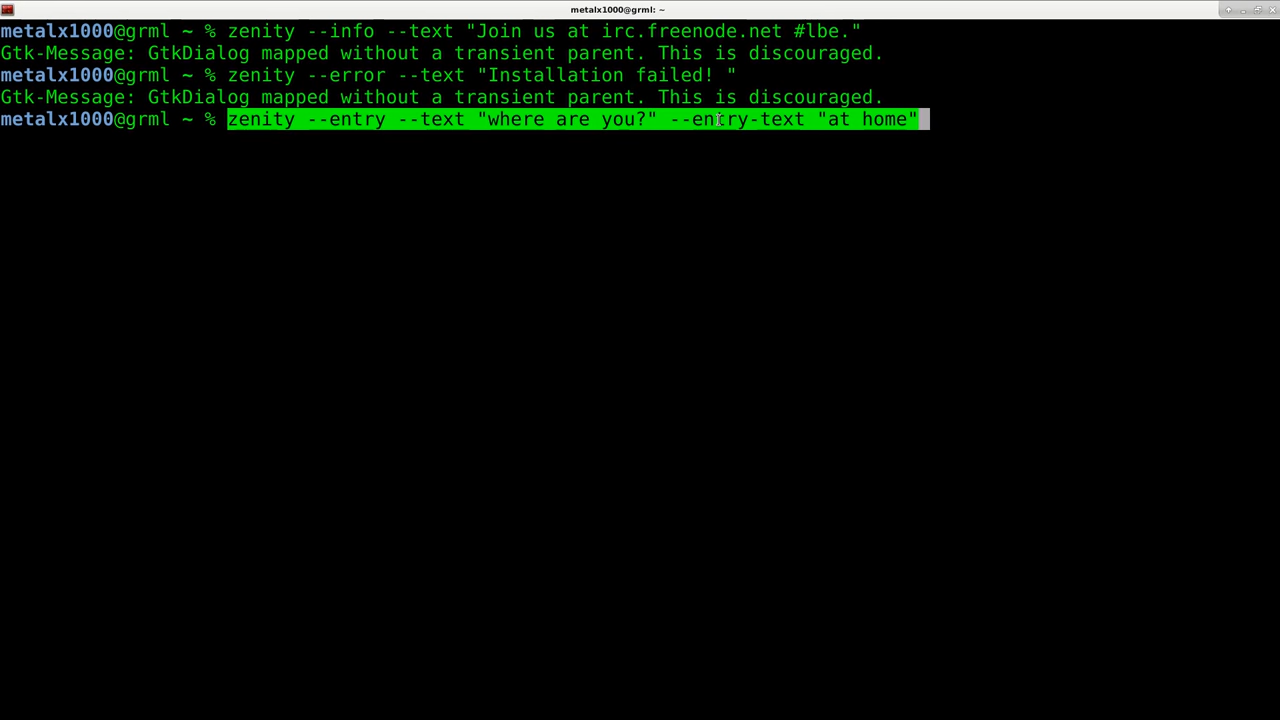 metalx1000@grml: ~
metalx1000@grml ~ % zenity --info --text "Join us at irc.freenode.net #lbe."
Gtk-Message: GtkDialog mapped without a transient parent. This is discouraged.
metalx1000@grml ~ % zenity --error --text "Installation failed! "
Gtk-Message: GtkDialog mapped without a transient parent. This is discouraged.
metalx1000@grml ~ % zenity --entry --text "where are you?" --entry-text "at home"